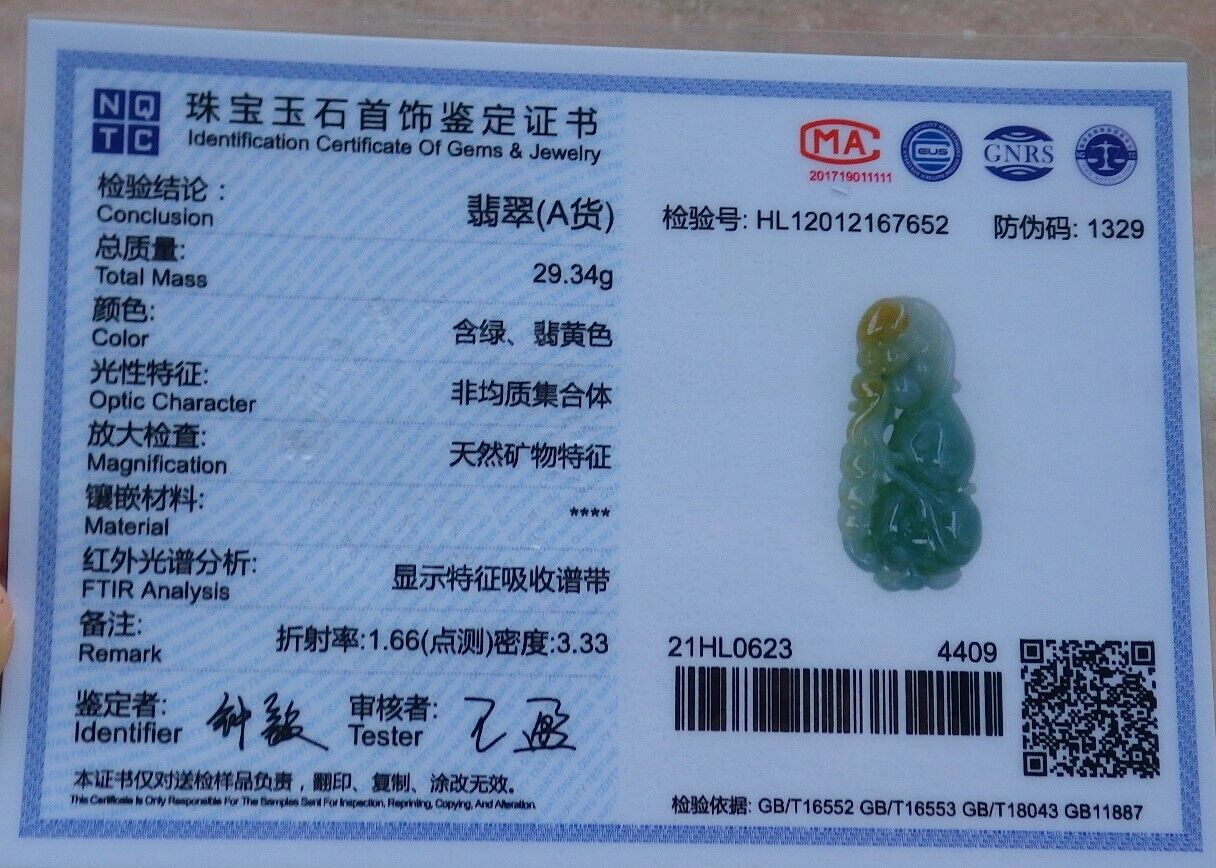 NQTC
珠宝玉石首饰鉴定证书
Identification Certificate Of Gems & Jewelry
检验结论：
Conclusion
翡翠(A货)
总质量:
Total Mass
29.34g
颜色:
Color
含绿、翡黄色
光性特征:
Optic Character
非均质集合体
放大检查:
Magnification
天然矿物特征
镶嵌材料:
Material
****
红外光谱分析:
FTIR Analysis
显示特征吸收谱带
备注:
Remark
折射率:1.66(点测)密度:3.33
鉴定者:
Identifier
审核者:
Tester
王
本证书仅对送检样品负责，翻印、复制、涂改无效。
This Certificate Is Only Responsible For The Samples Sent For Inspection, Reprinting, Copying, And Alteration.
MA
201719011111
GNRS
检验号: HL12012167652 防伪码: 1329
21HL0623 4409
检验依据: GB/T16552 GB/T16553 GB/T18043 GB11887